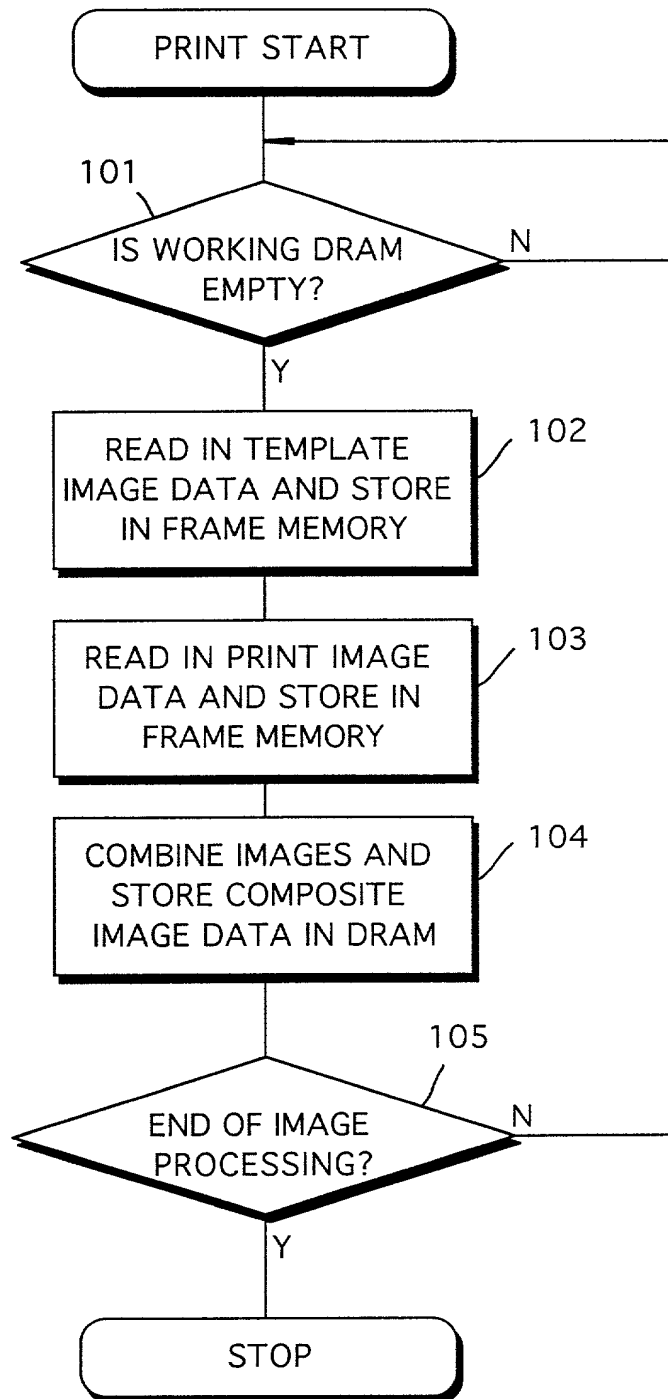 PRINT START
101
IS WORKING DRAM
EMPTY?
N
Y
READ IN TEMPLATE
IMAGE DATA AND STORE
IN FRAME MEMORY
102
READ IN PRINT IMAGE
DATA AND STORE IN
FRAME MEMORY
103
COMBINE IMAGES AND
STORE COMPOSITE
IMAGE DATA IN DRAM
104
105
END OF IMAGE
PROCESSING?
N
Y
STOP